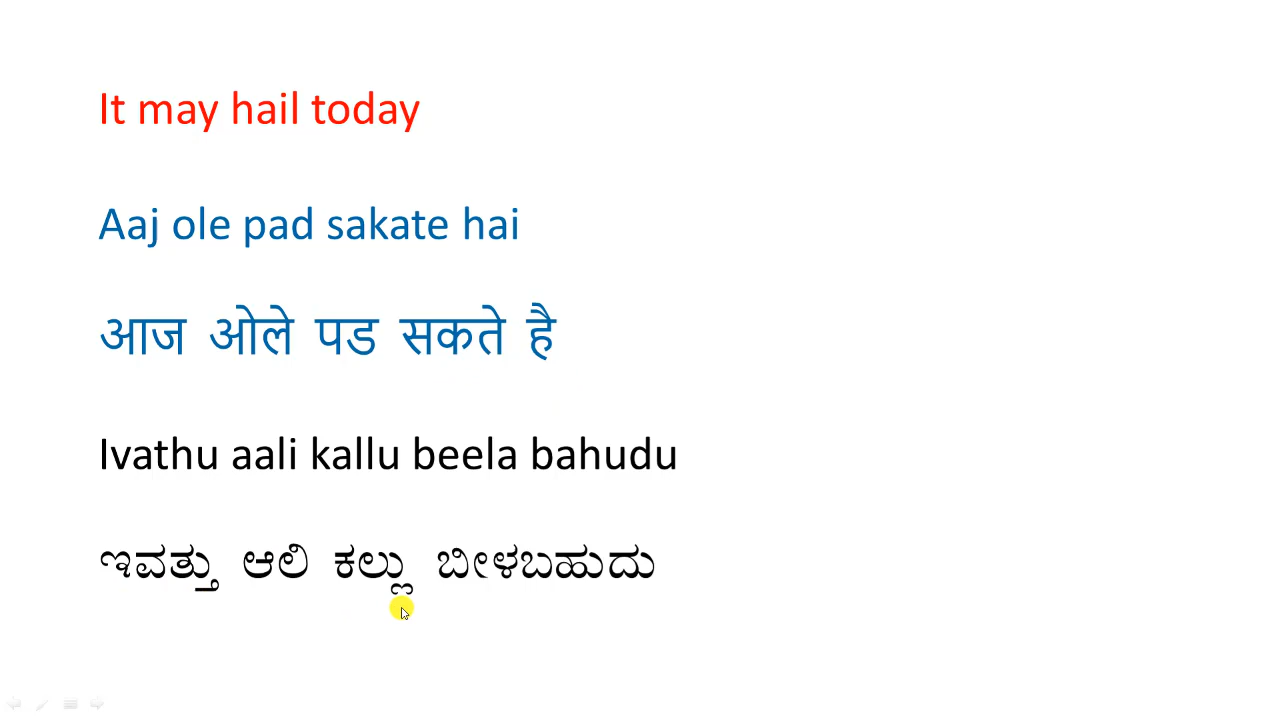 It may hail today
Aaj ole pad sakate hai
आज ओले पड सकते है
Ivathu aali kallu beela bahudu
ಇವತ್ತು ಆಲಿ ಕಲ್ಲು ಬೀಳಬಹುದು